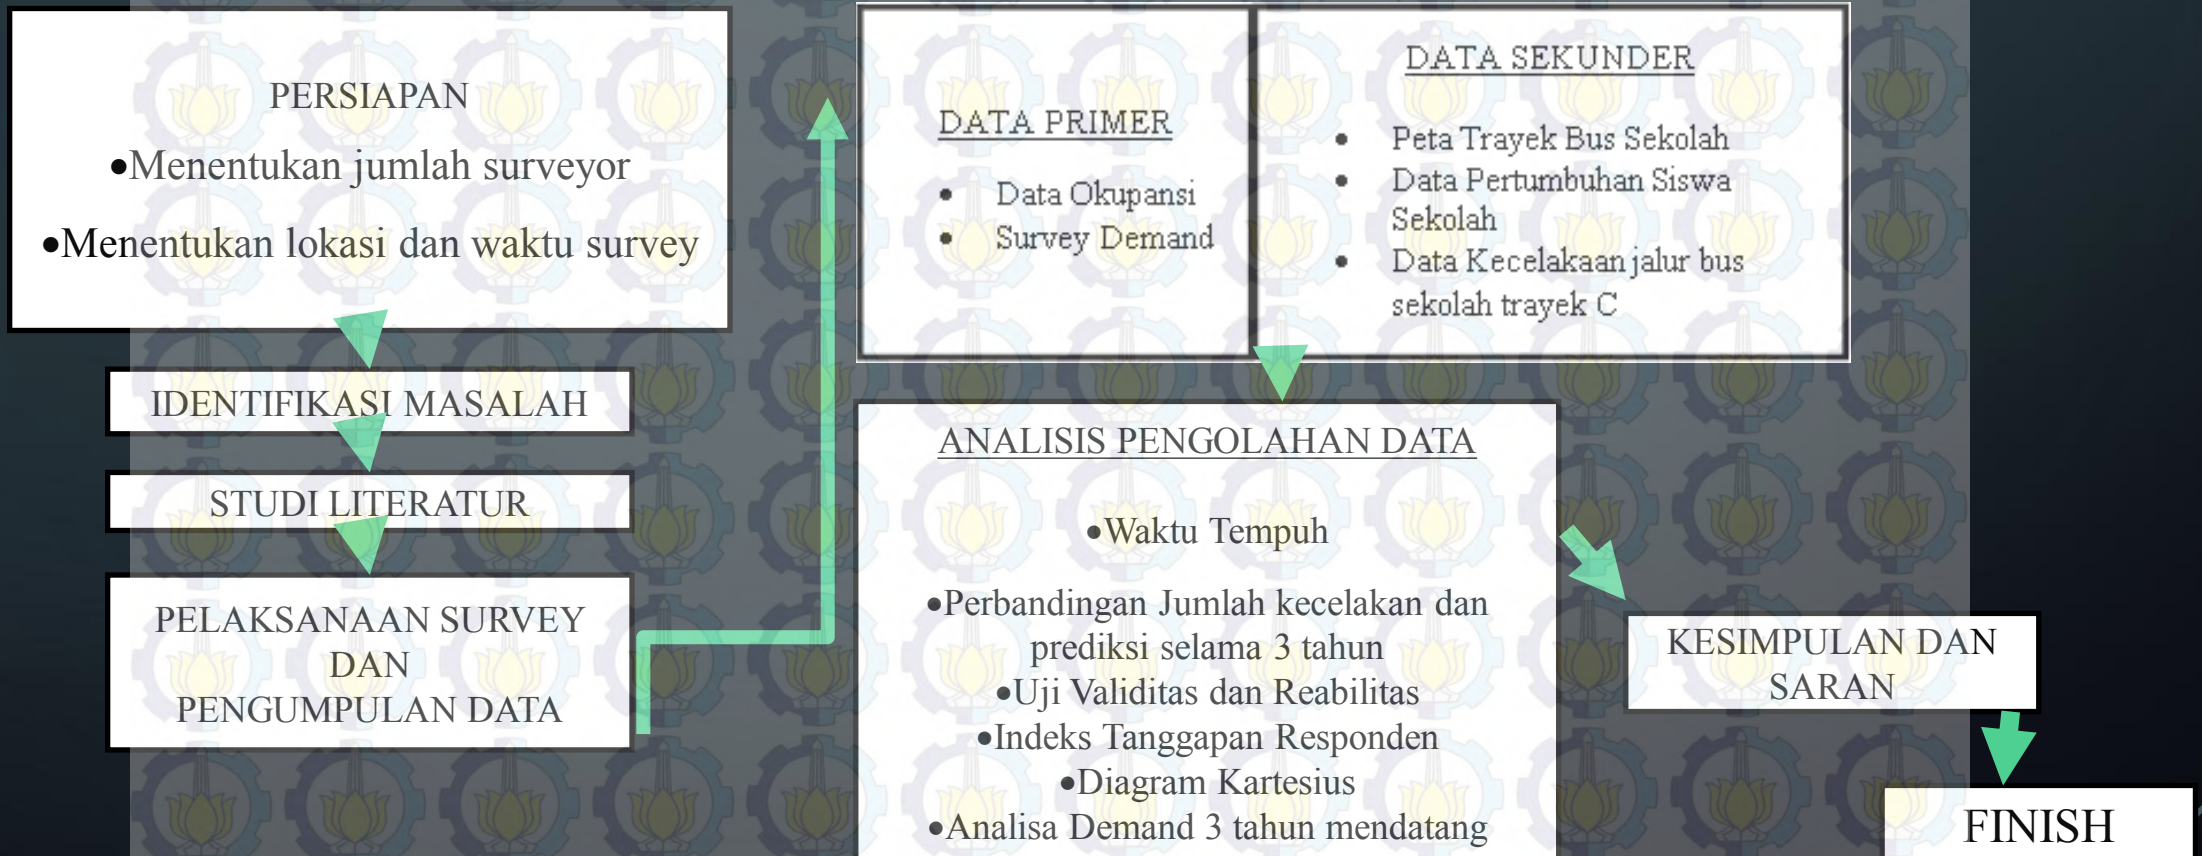 PERSIAPAN
•Menentukan jumlah surveyor
•Menentukan lokasi dan waktu survey
IDENTIFIKASI MASALAH
STUDI LITERATUR
PELAKSANAAN SURVEY
DAN
PENGUMPULAN DATA
DATA PRIMER
• Data Okupansi
• Survey Demand
DATA SEKUNDER
• Peta Trayek Bus Sekolah
• Data Pertumbuhan Siswa
Sekolah
• Data Kecelakaan jalur bus
sekolah trayek C
ANALISIS PENGOLAHAN DATA
•Waktu Tempuh
•Perbandingan Jumlah kecelakan dan
prediksi selama 3 tahun
•Uji Validitas dan Reabilitas
•Indeks Tanggapan Responden
•Diagram Kartesius
•Analisa Demand 3 tahun mendatang
KESIMPULAN DAN
SARAN
FINISH